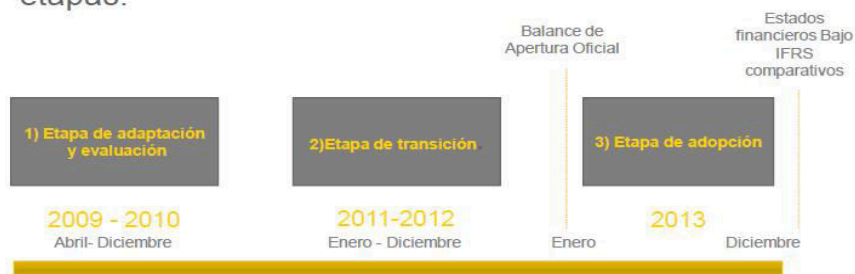 etapas.
Balance de
Apertura Oficial
Estados
financieros Bajo
IFRS
comparativos
1) Etapa de adaptación
y evaluación
2)Etapa de transición.
3) Etapa de adopción
2009 - 2010
Abril- Diciembre
2011-2012
Enero - Diciembre
Enero
2013
Diciembre